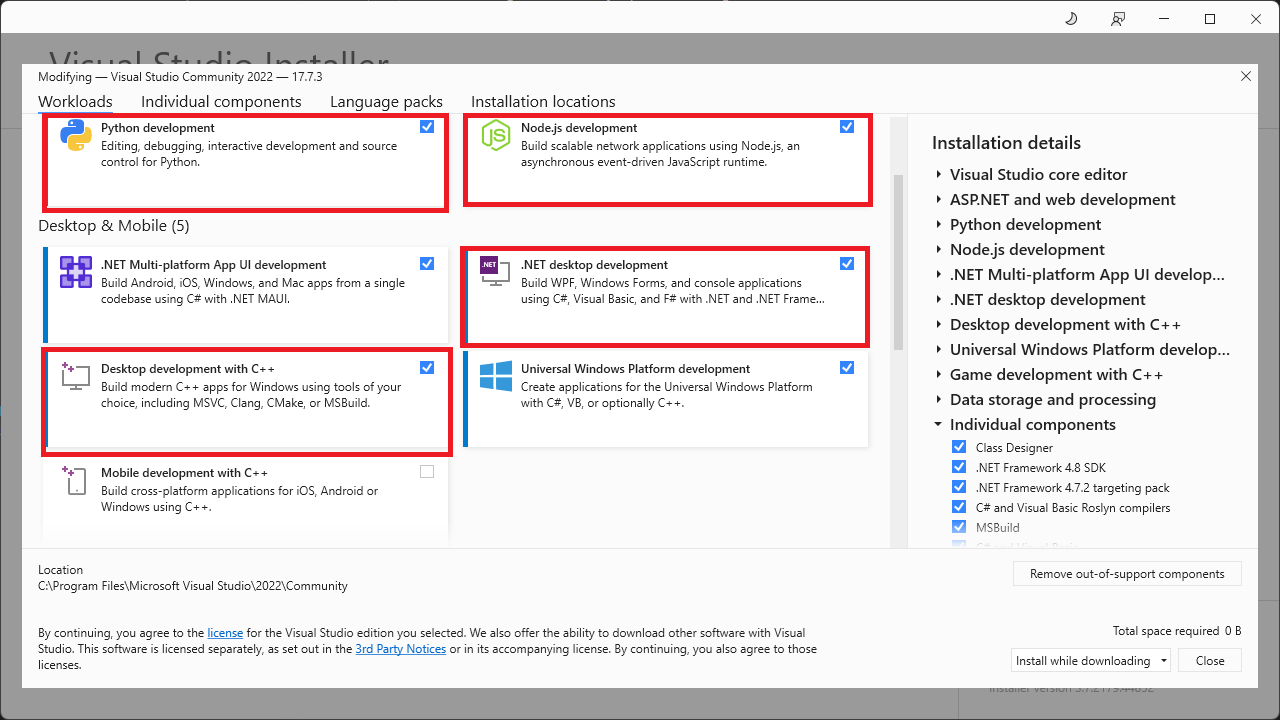 Visual Studio Installer
Modifying — Visual Studio Community 2022 — 17.7.3
Workloads
Individual components
Language packs
Installation locations
Python development
Editing, debugging, interactive development and source
control for Python.
JS
Node.js development
Build scalable network applications using Node.js, an
asynchronous event-driven JavaScript runtime.
Desktop & Mobile (5)
.NET Multi-platform App UI development
Build Android, iOS, Windows, and Mac apps from a single
codebase using C# with .NET MAUI.
.NET
.NET desktop development
Build WPF, Windows Forms, and console applications
using C#, Visual Basic, and F# with .NET and .NET Frame...
Desktop development with C++
Build modern C++ apps for Windows using tools of your
choice, including MSVC, Clang, CMake, or MSBuild.
Universal Windows Platform development
Create applications for the Universal Windows Platform
with C#, VB, or optionally C++.
Mobile development with C++
Build cross-platform applications for iOS, Android or
Windows using C++.
Installation details
Visual Studio core editor
ASP.NET and web development
Python development
Node.js development
.NET Multi-platform App UI develop...
.NET desktop development
Desktop development with C++
Universal Windows Platform develop...
Game development with C++
Data storage and processing
Individual components
Class Designer
.NET Framework 4.8 SDK
.NET Framework 4.7.2 targeting pack
C# and Visual Basic Roslyn compilers
MSBuild
Location
C:\Program Files\Microsoft Visual Studio\2022\Community
Remove out-of-support components
By continuing, you agree to the license for the Visual Studio edition you selected. We also offer the ability to download other software with Visual
Studio. This software is licensed separately, as set out in the 3rd Party Notices or in its accompanying license. By continuing, you also agree to those
licenses.
Total space required 0 B
Install while downloading
Close